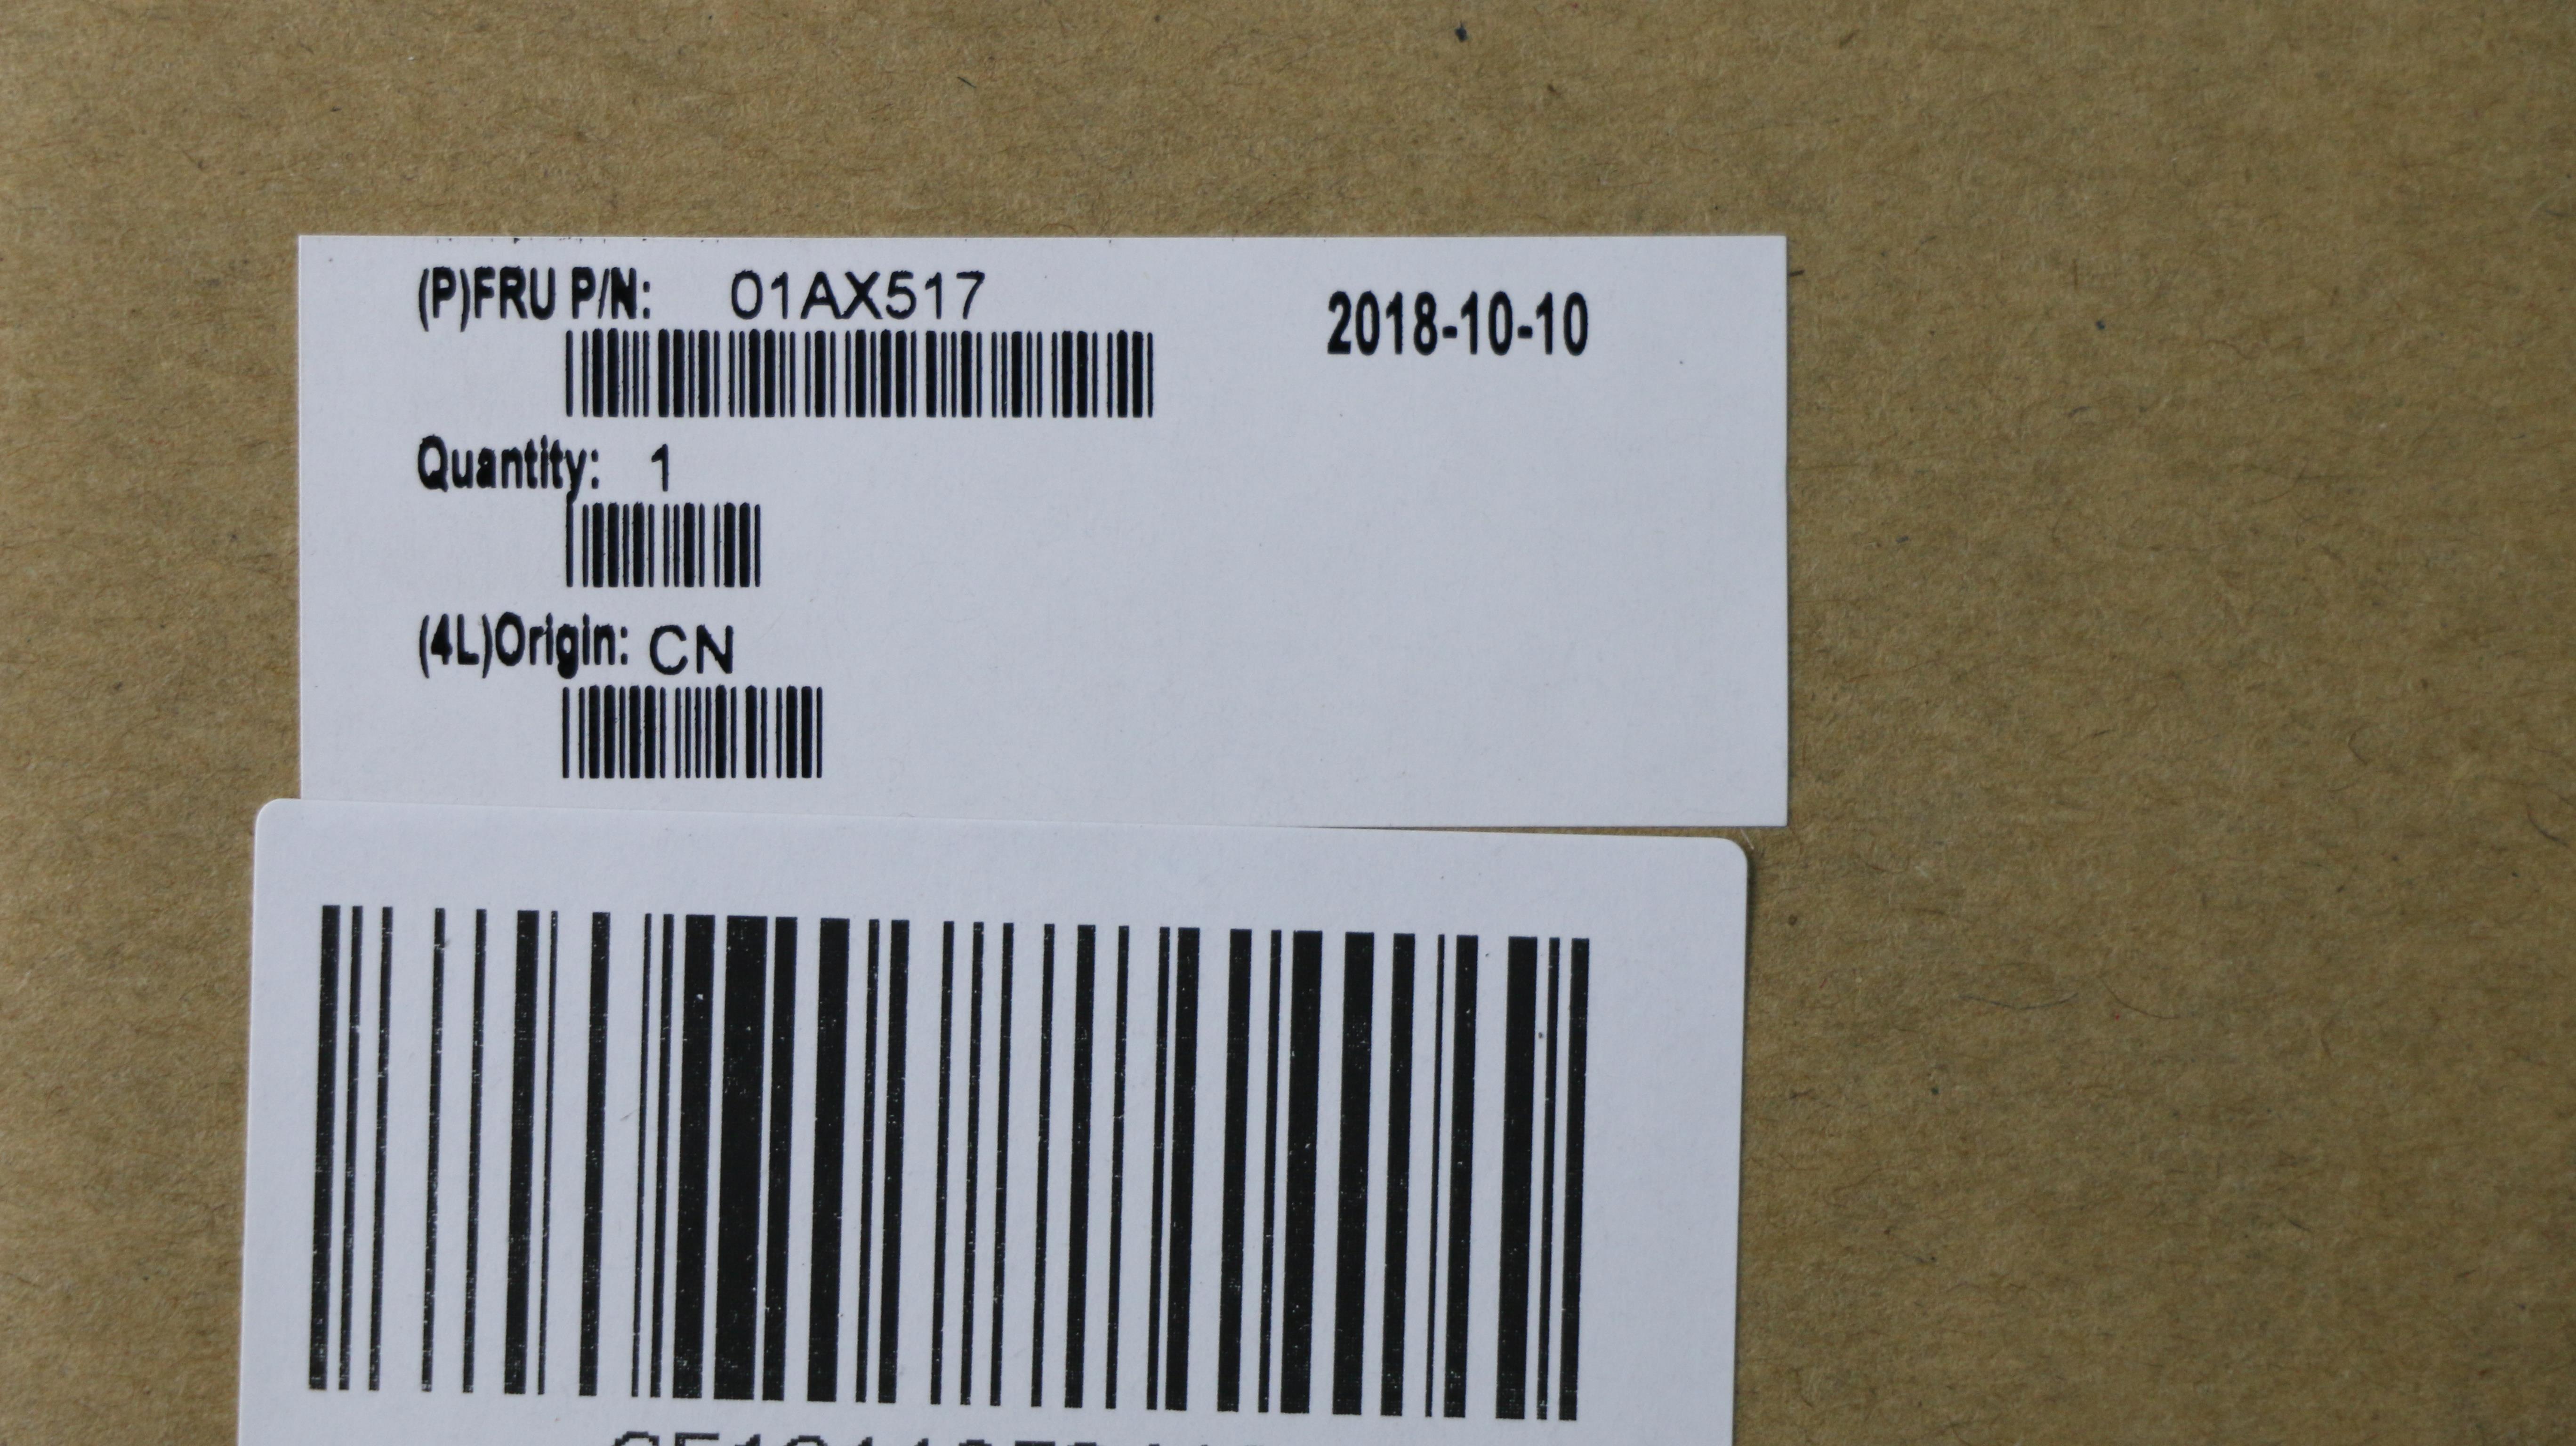 (P)FRU P/N: 01AX517
2018-10-10
Quantity: 1
(4L)Origin: CN